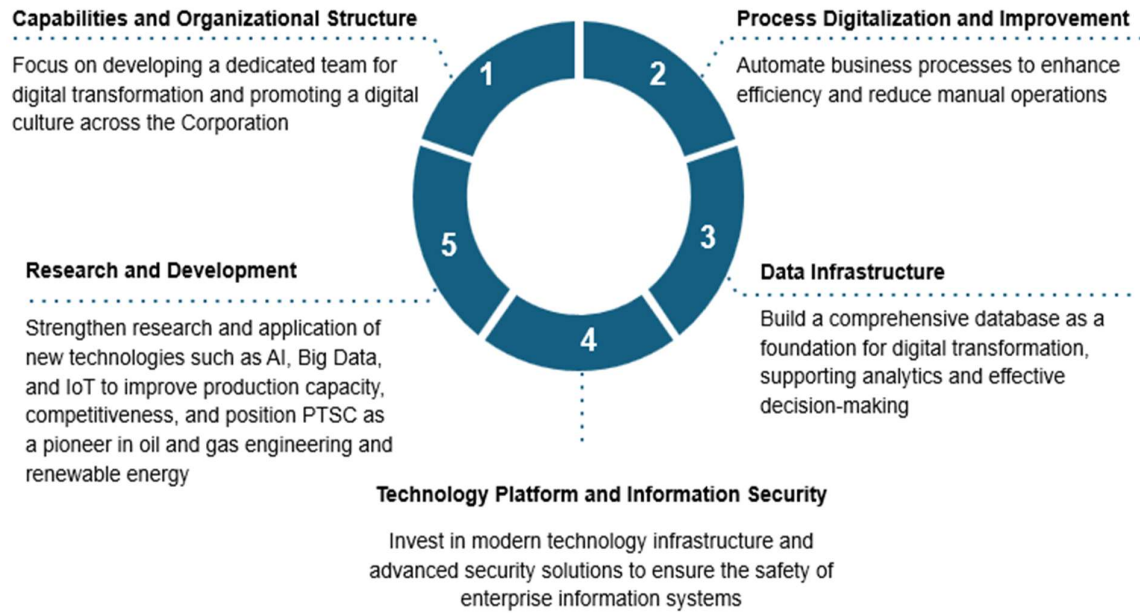 Capabilities and Organizational Structure
Focus on developing a dedicated team for
digital transformation and promoting a digital
culture across the Corporation
1
2
Process Digitalization and Improvement
Automate business processes to enhance
efficiency and reduce manual operations
3
Data Infrastructure
Build a comprehensive database as a
foundation for digital transformation,
supporting analytics and effective
decision-making
4
Technology Platform and Information Security
Invest in modern technology infrastructure and
advanced security solutions to ensure the safety of
enterprise information systems
5
Research and Development
Strengthen research and application of
new technologies such as AI, Big Data,
and IoT to improve production capacity,
competitiveness, and position PTSC as
a pioneer in oil and gas engineering and
renewable energy